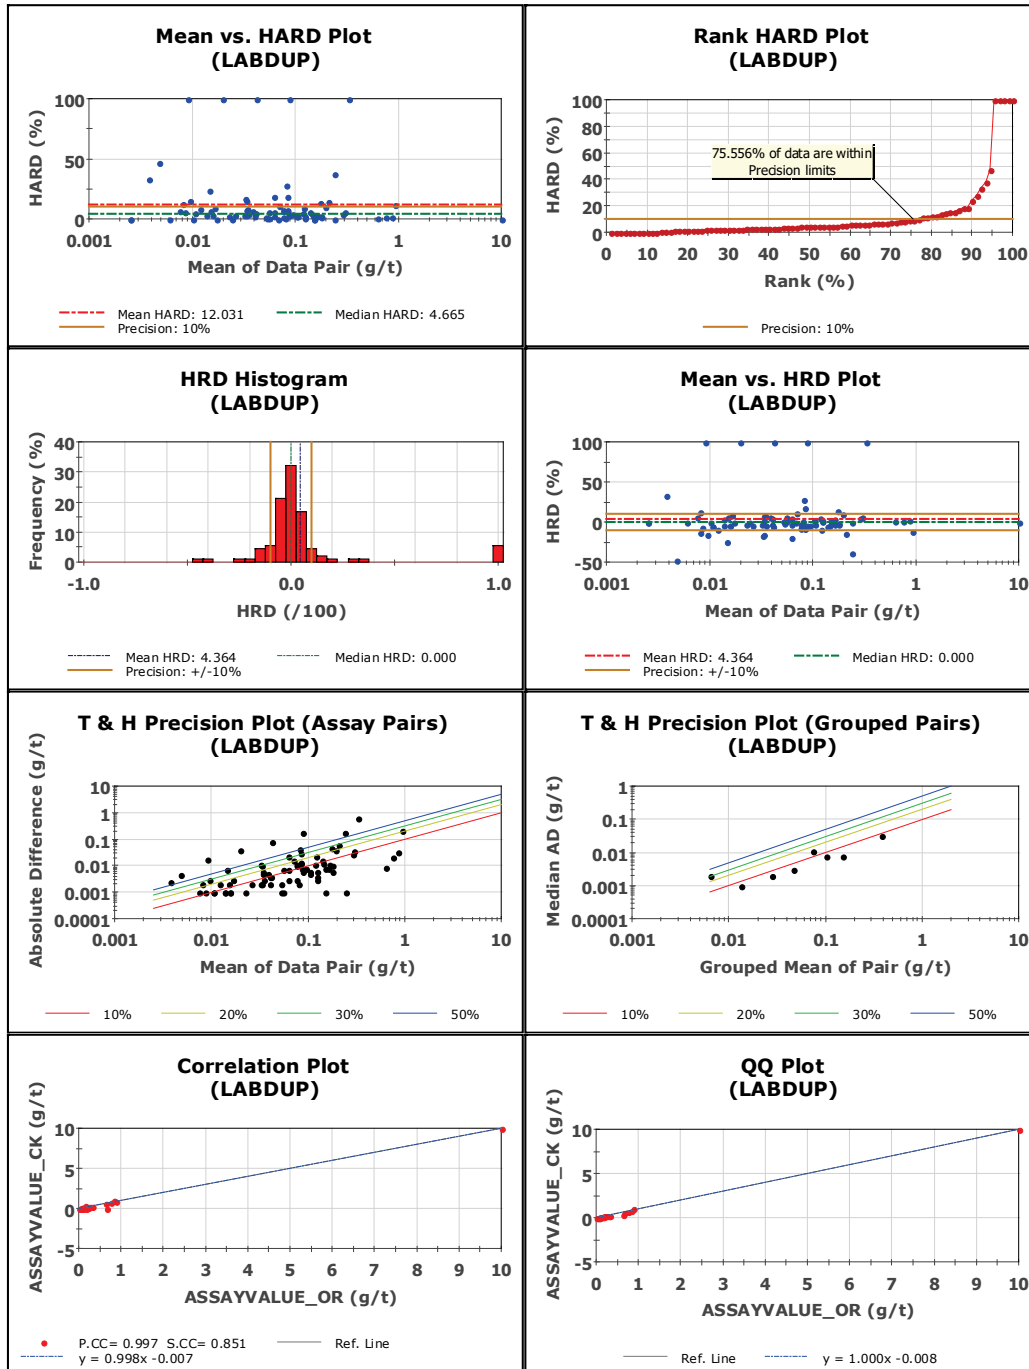 Mean vs. HARD Plot
(LABDUP)
HARD (%)
100
50
0
0.001
0.01
0.1
1
10
Mean of Data Pair (g/t)
Mean HARD: 12.031
Median HARD: 4.665
Precision: 10%
Rank HARD Plot
(LABDUP)
HARD (%)
100
80
60
40
20
0
75.556% of data are within
Precision limits
0 10 20 30 40 50 60 70 80 90 100
Rank (%)
Precision: 10%
HRD Histogram
(LABDUP)
Frequency (%)
40
30
20
10
0
-1.0 0.0 1.0
HRD (/100)
Mean HRD: 4.364
Median HRD: 0.000
Precision: +/-10%
Mean vs. HRD Plot
(LABDUP)
HRD (%)
100
50
0
-50
0.001 0.01 0.1 1 10
Mean of Data Pair (g/t)
Mean HRD: 4.364
Median HRD: 0.000
Precision: +/-10%
T & H Precision Plot (Assay Pairs)
(LABDUP)
Absolute Difference (g/t)
10
1
0.1
0.01
0.001
0.0001
0.001 0.01 0.1 1 10
Mean of Data Pair (g/t)
10% 20% 30% 50%
T & H Precision Plot (Grouped Pairs)
(LABDUP)
Median AD (g/t)
1
0.1
0.01
0.001
0.0001
0.001 0.01 0.1 1 10
Grouped Mean of Pair (g/t)
10% 20% 30% 50%
Correlation Plot
(LABDUP)
ASSAYVALUE_CK (g/t)
10
5
0
-5
0 1 2 3 4 5 6 7 8 9 10
ASSAYVALUE_OR (g/t)
P.CC= 0.997 S.CC= 0.851
Ref. Line
y = 0.998x -0.007
QQ Plot
(LABDUP)
ASSAYVALUE_CK (g/t)
10
5
0
-5
0 1 2 3 4 5 6 7 8 9 10
ASSAYVALUE_OR (g/t)
Ref. Line
y = 1.000x -0.008